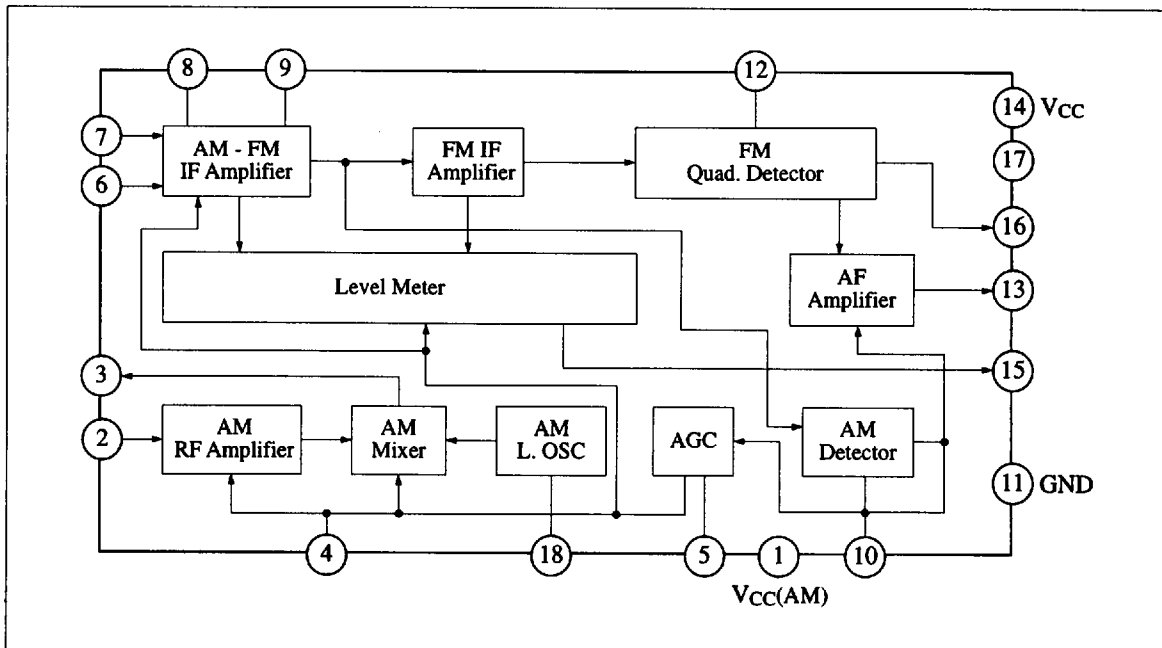 8 9 12
14 VCC
7
AM - FM
IF Amplifier
FM IF
Amplifier
FM
Quad. Detector
17
6
16
Level Meter
AF
Amplifier
13
3
15
2
AM
RF Amplifier
AM
Mixer
AM
L. OSC
AGC
AM
Detector
11 GND
4 18 5 1 10
VCC(AM)